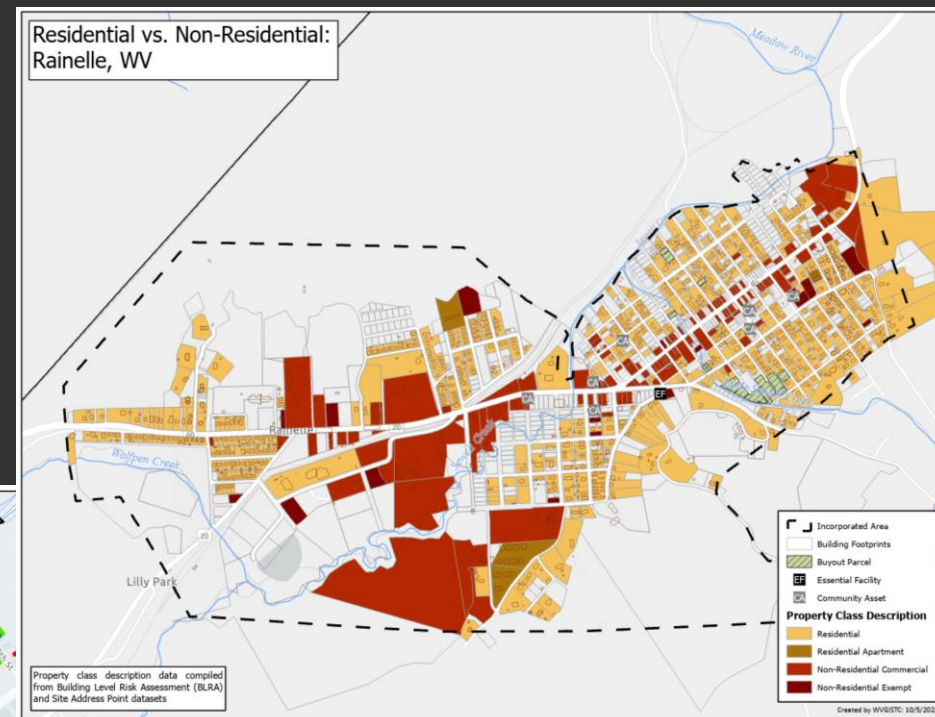 Residential vs. Non-Residential:
Rainelle, WV
Meadow River
CA
CA
CA
CA
CA
CA
CA
EF
Rainelle
20
Creek
Wolfpen Creek
20
Lilly Park
Incorporated Area
Building Footprints
Buyout Parcel
EF Essential Facility
CA Community Asset
Property Class Description
Residential
Residential Apartment
Non-Residential Commercial
Non-Residential Exempt
Property class description data compiled
from Building Level Risk Assessment (BLRA)
and Site Address Point datasets